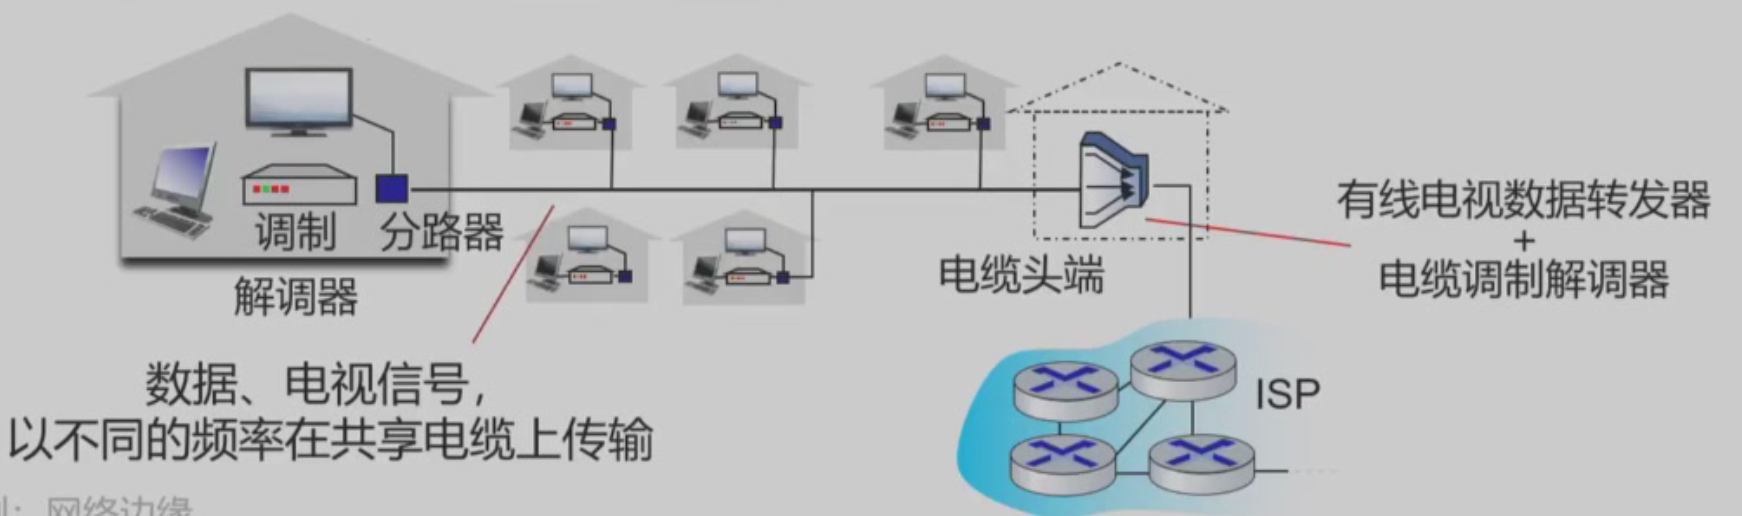 调制
解调器
分路器
数据、电视信号，
以不同的频率在共享电缆上传输
电缆头端
有线电视数据转发器
+
电缆调制解调器
ISP
：网络边缘